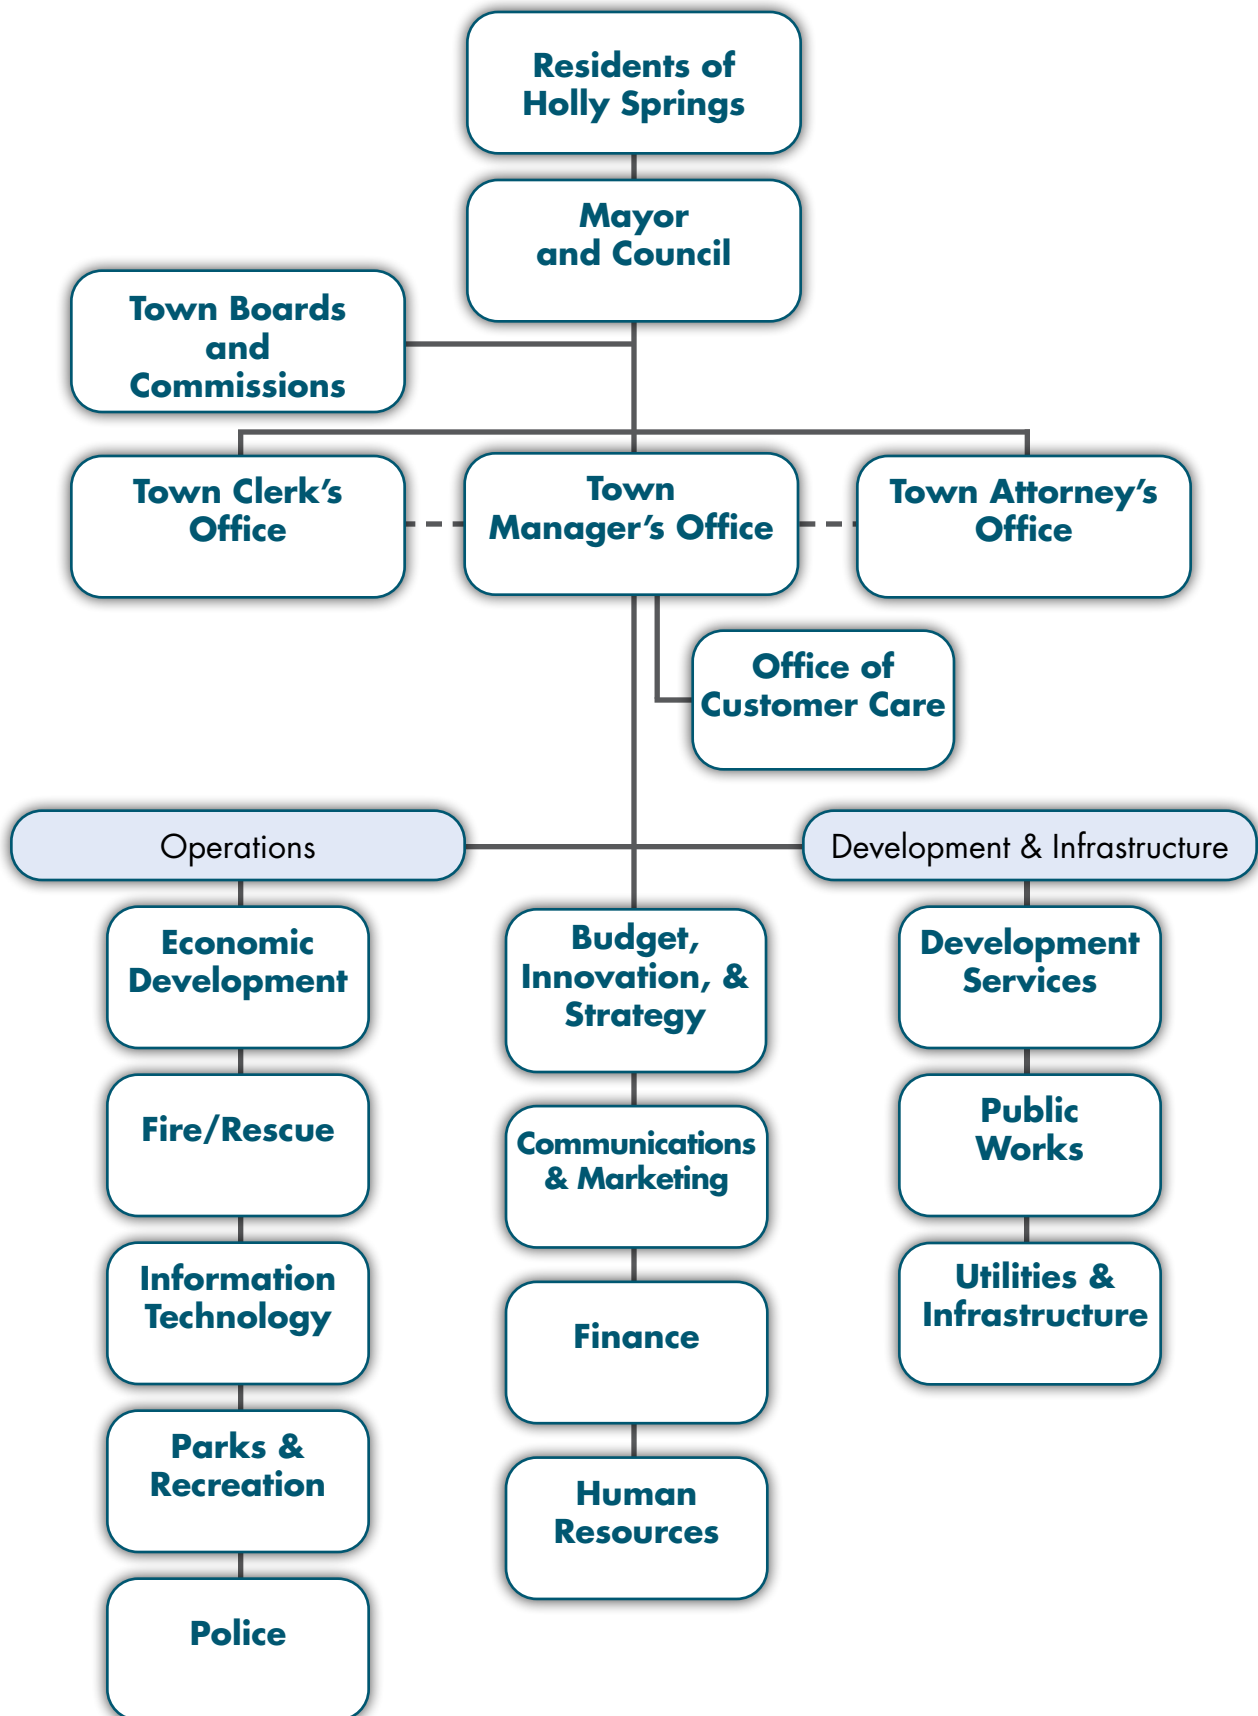 Residents of
Holly Springs
Mayor
and Council
Town Boards
and
Commissions
Town Clerk’s
Office
Town
Manager’s Office
Town Attorney’s
Office
Office of
Customer Care
Operations
Development & Infrastructure
Economic
Development
Fire/Rescue
Information
Technology
Parks &
Recreation
Police
Budget,
Innovation, &
Strategy
Communications
& Marketing
Finance
Human
Resources
Development
Services
Public
Works
Utilities &
Infrastructure